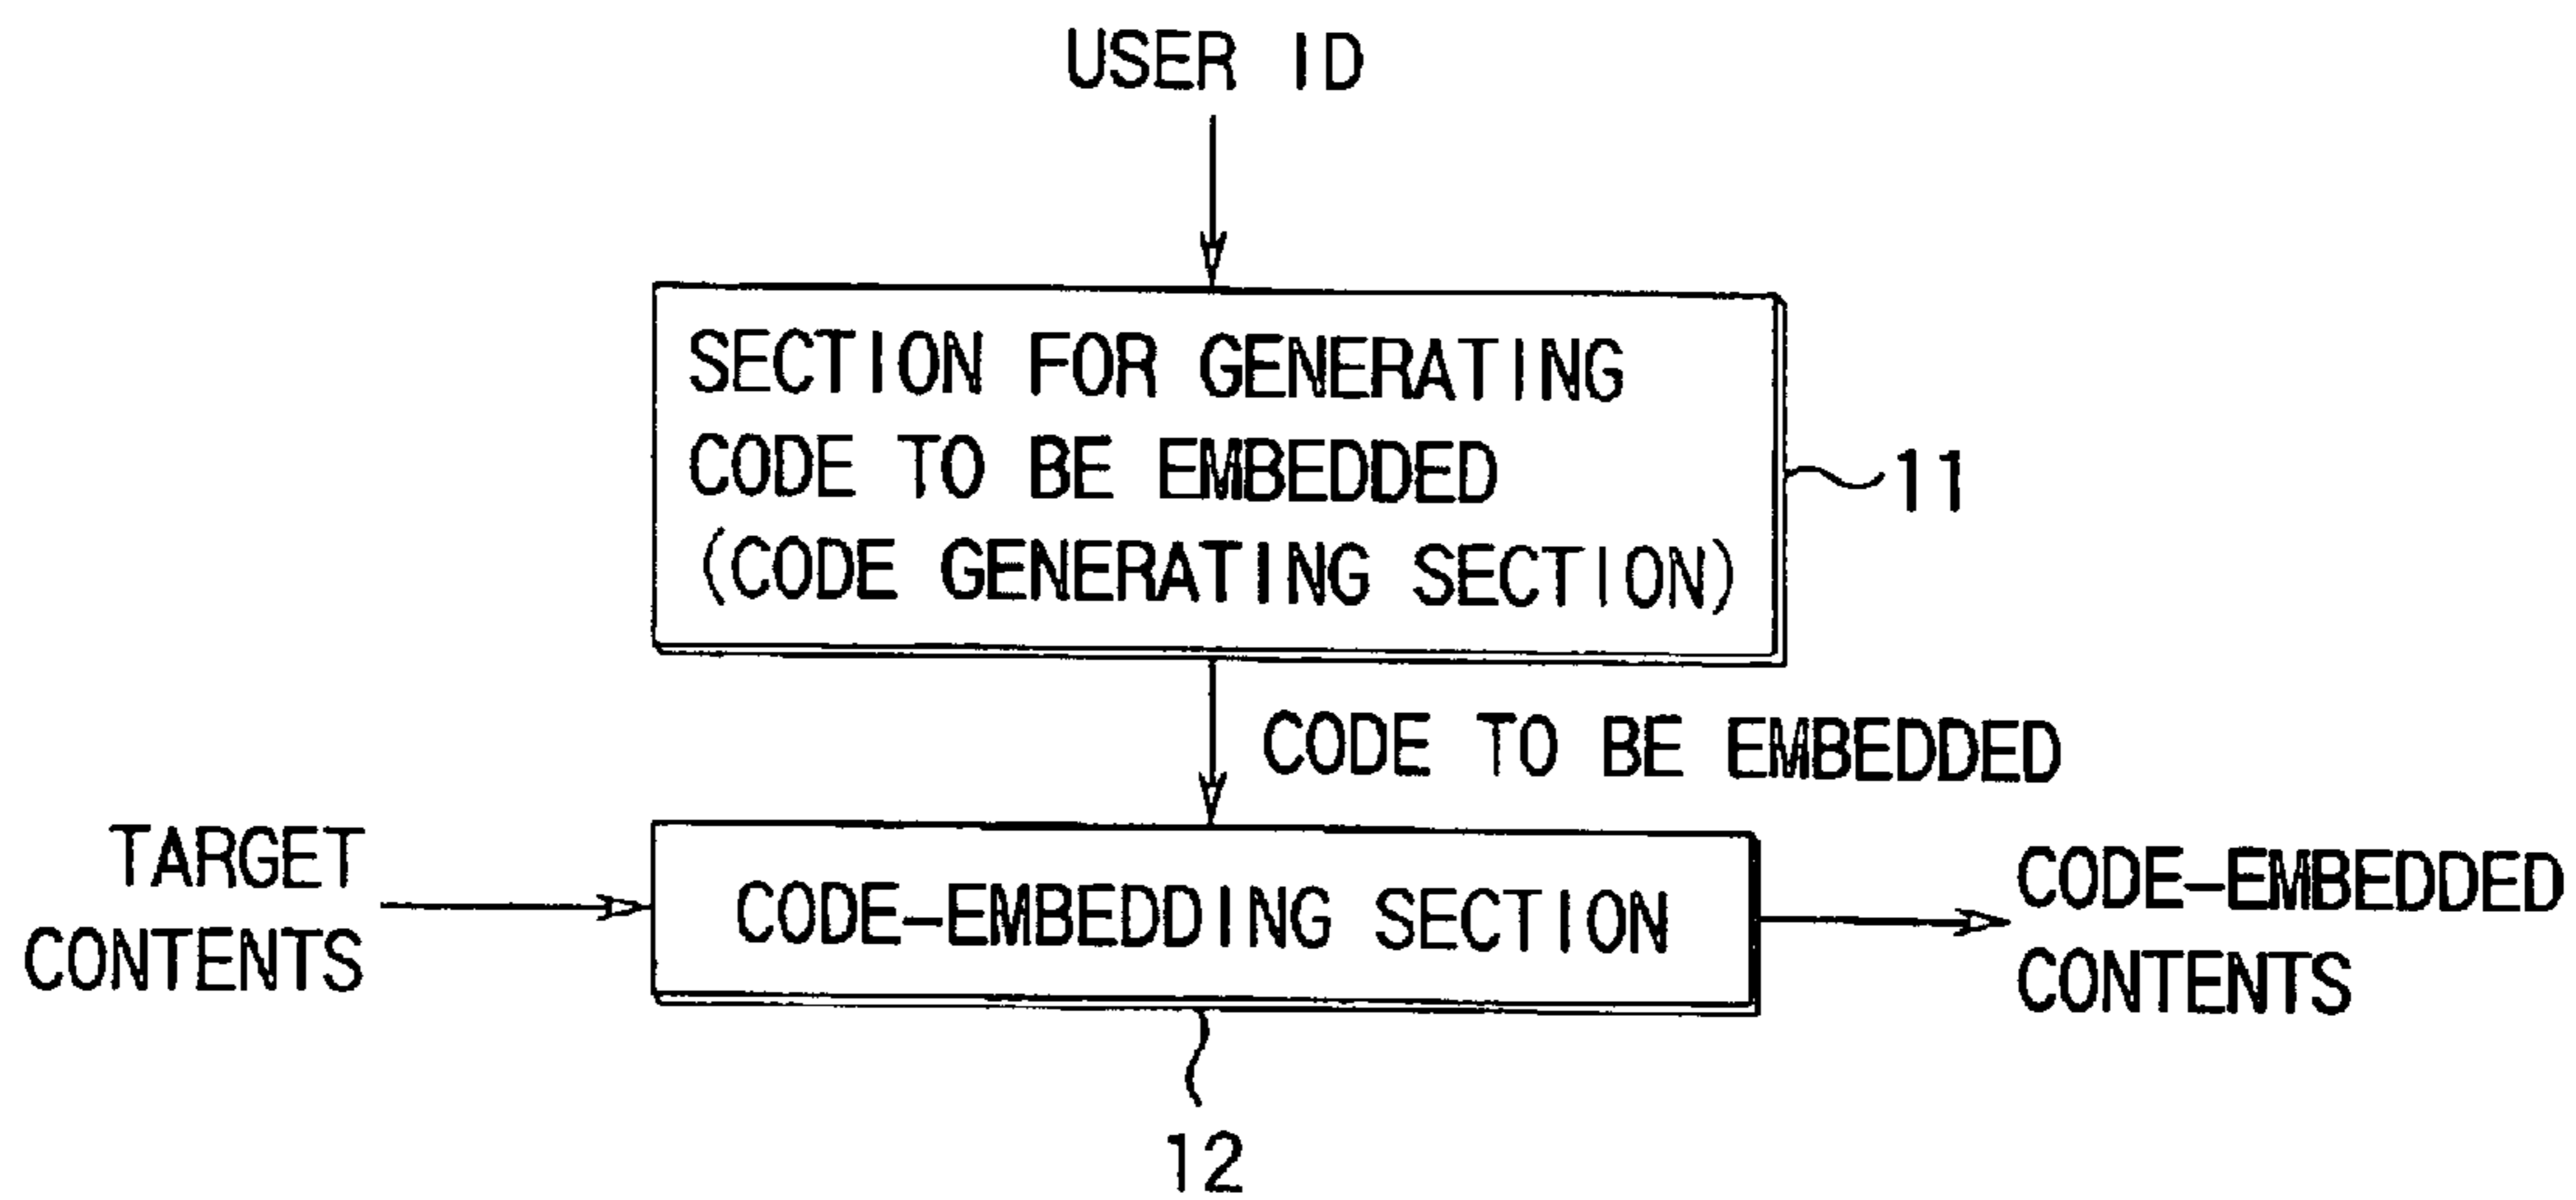 USER ID
SECTION FOR GENERATING
CODE TO BE EMBEDDED
(CODE GENERATING SECTION)
11
CODE TO BE EMBEDDED
TARGET
CONTENTS
CODE-EMBEDDING SECTION
CODE-EMBEDDED
CONTENTS
12